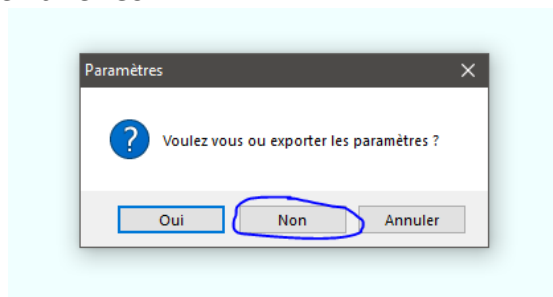 Paramètres
Voulez vous ou exporter les paramètres ?
Oui Non Annuler